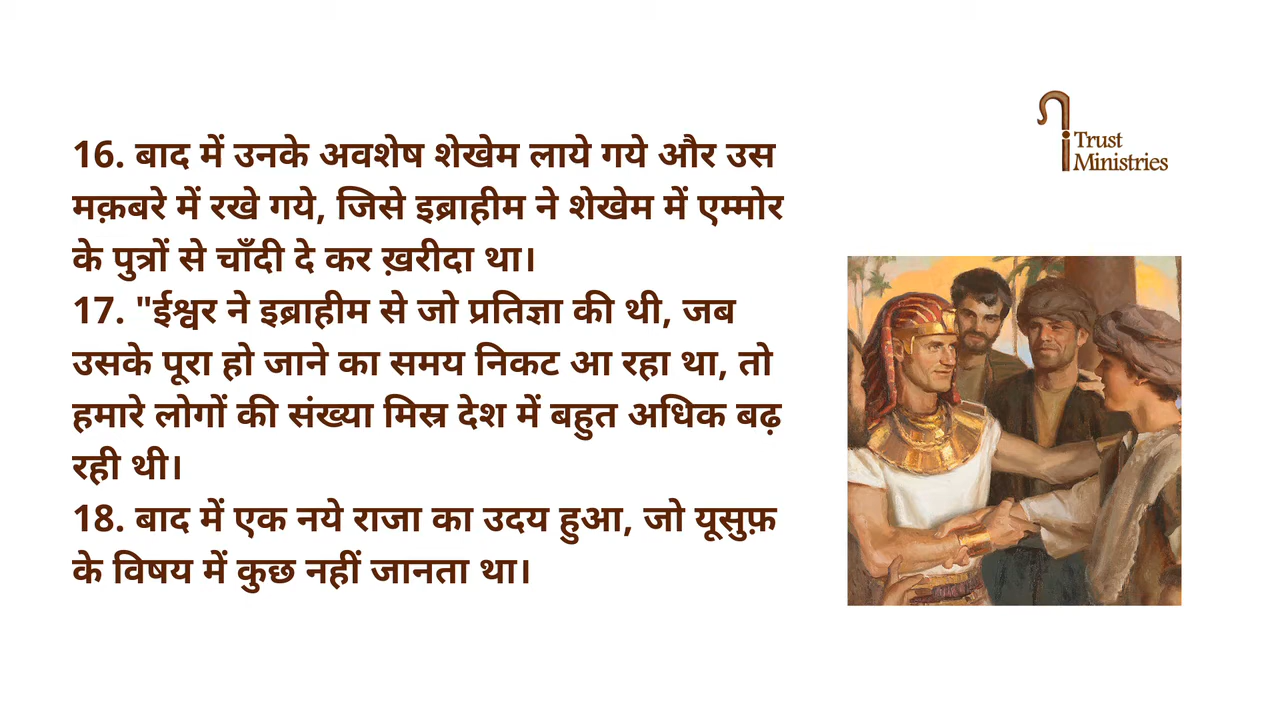 16. बाद में उनके अवशेष शेखेम लाये गये और उस
मक़बरे में रखे गये, जिसे इब्राहीम ने शेखेम में एम्मोर
के पुत्रों से चाँदी दे कर ख़रीदा था।
17. "ईश्वर ने इब्राहीम से जो प्रतिज्ञा की थी, जब
उसके पूरा हो जाने का समय निकट आ रहा था, तो
हमारे लोगों की संख्या मिस्र देश में बहुत अधिक बढ़
रही थी।
18. बाद में एक नये राजा का उदय हुआ, जो यूसुफ़
के विषय में कुछ नहीं जानता था।
Trust
Ministries